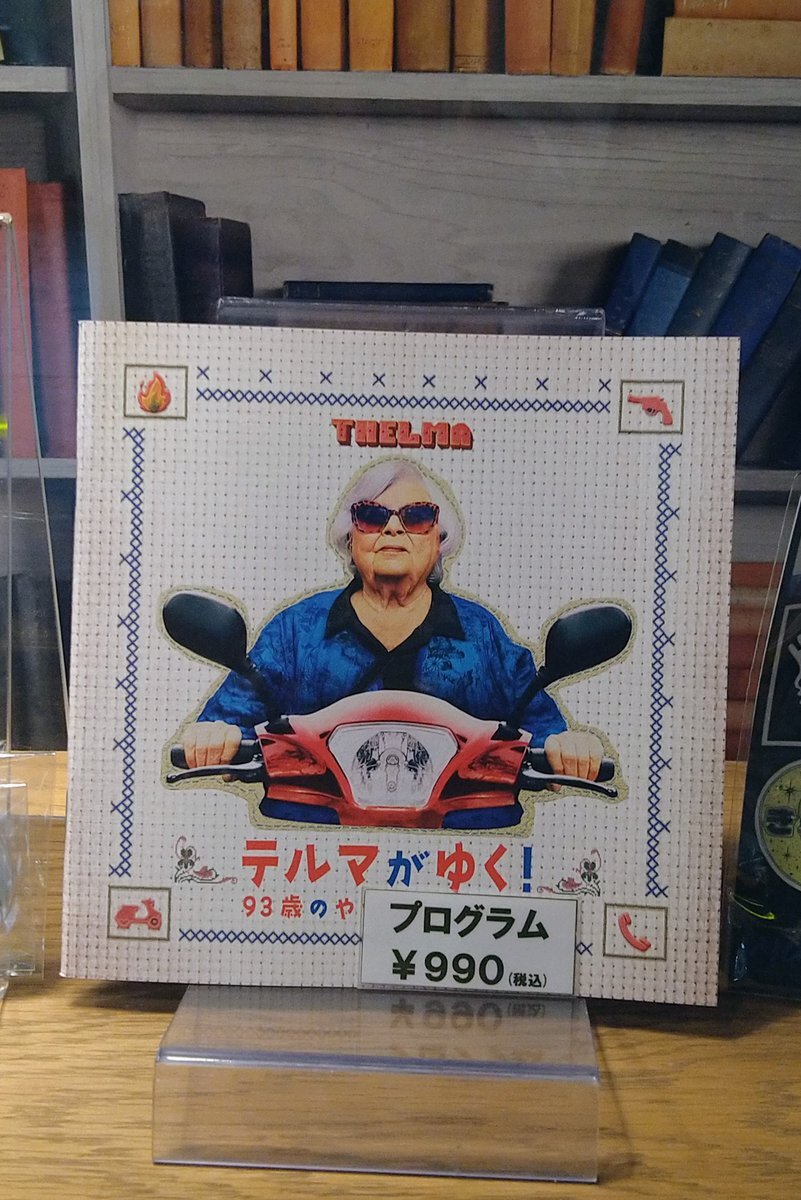 THELMA
テルマがゆく!
93歳のや
プログラム
¥990(税込)